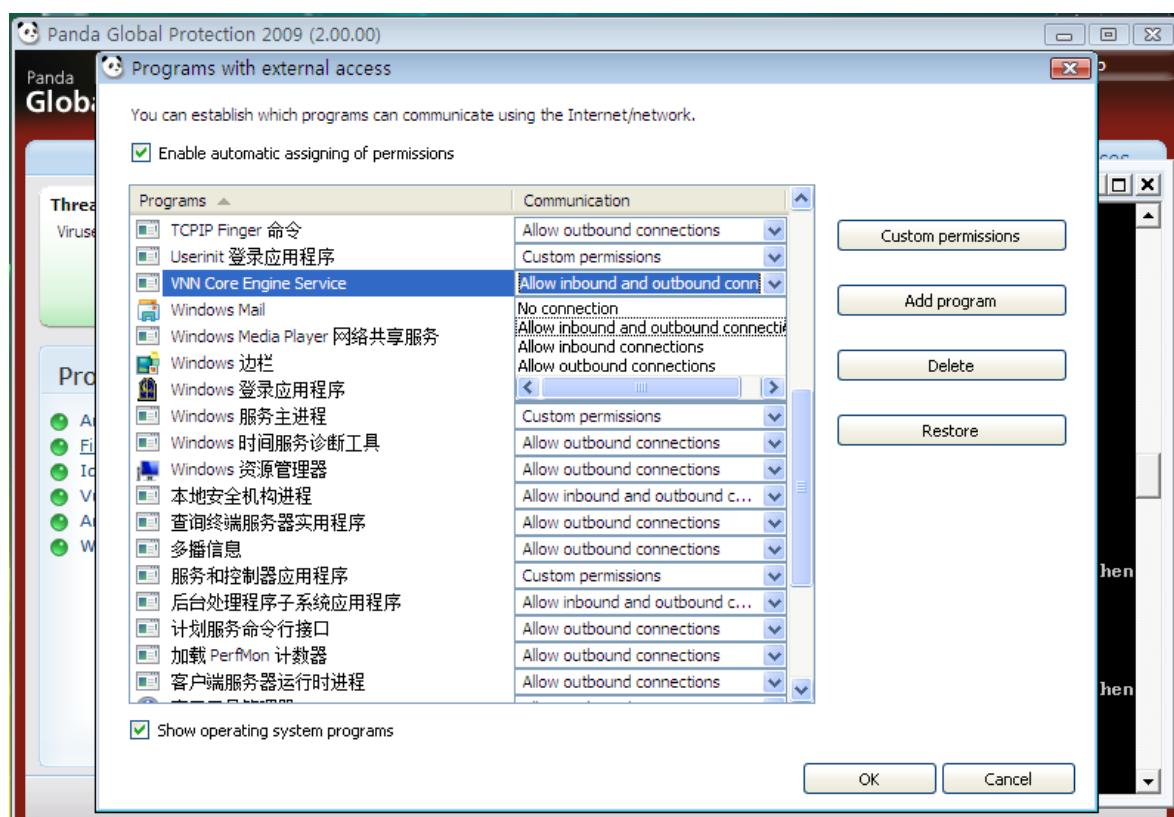 Panda Global Protection 2009 (2.00.00)
Programs with external access
Panda
Globa
You can establish which programs can communicate using the Internet/network.
Enable automatic assigning of permissions
Programs Communication
TCPIP Finger 命令 Allow outbound connections
Userinit 登录应用程序 Custom permissions
VNN Core Engine Service Allow inbound and outbound conn
Windows Mail
Windows Media Player 网络共享服务
Windows 边栏
Windows 登录应用程序
No connection
Allow inbound and outbound connecti
Allow inbound connections
Allow outbound connections
Windows 服务主进程 Custom permissions
Windows 时间服务诊断工具 Allow outbound connections
Windows 资源管理器 Allow outbound connections
本地安全机构进程 Allow inbound and outbound c...
查询终端服务器实用程序 Allow outbound connections
多播信息 Allow outbound connections
服务和控制器应用程序 Custom permissions
后台处理程序子系统应用程序 Allow inbound and outbound c...
计划服务命令行接口 Allow outbound connections
加载 PerfMon 计数器 Allow outbound connections
客户端服务器运行时进程 Allow outbound connections
Show operating system programs
Custom permissions
Add program
Delete
Restore
OK Cancel
Threa
Viruse
Pro
Fi
Id
hen
hen